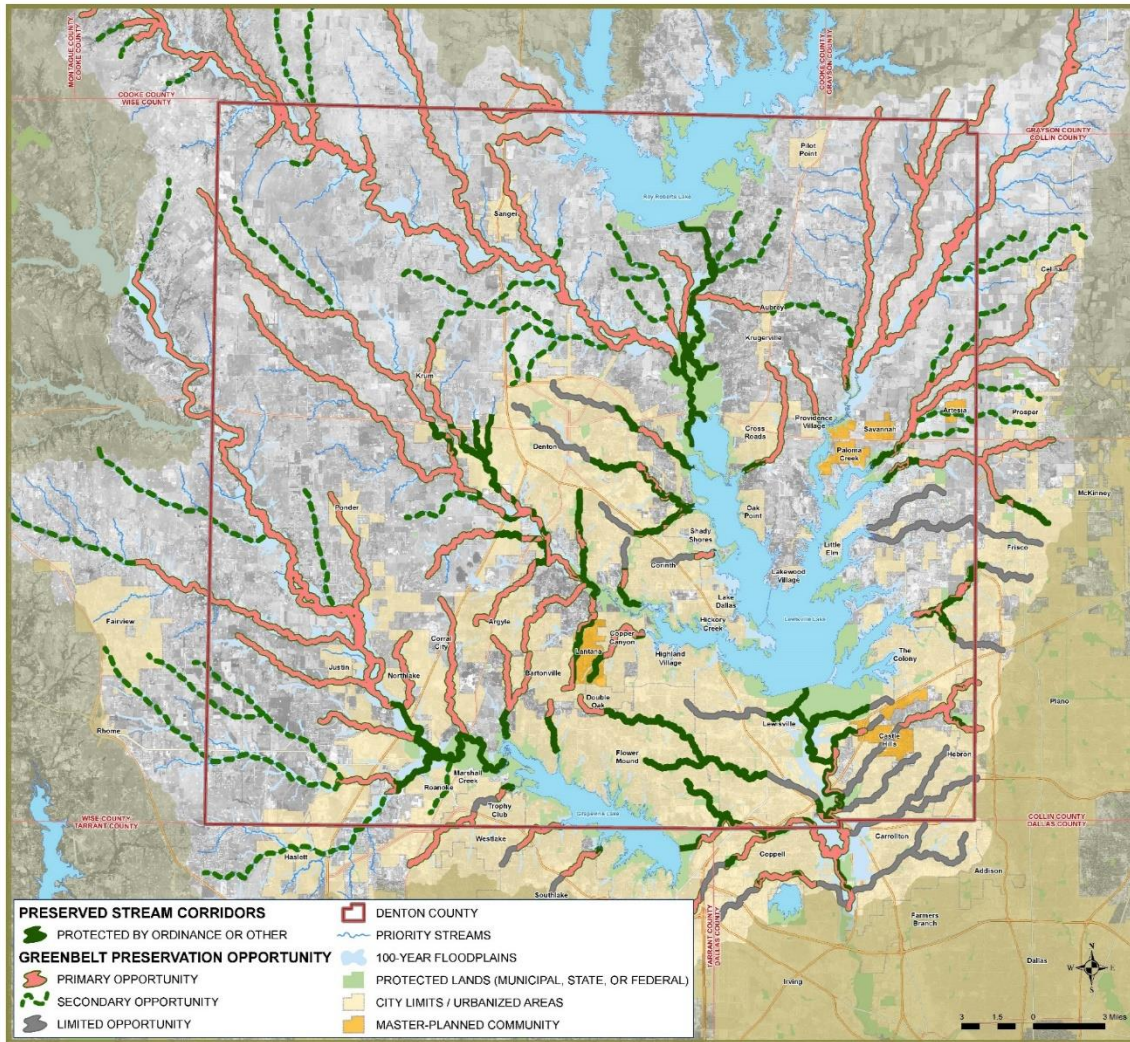 MONTAGUE COUNTY
COOKE COUNTY
COOKE COUNTY
WISE COUNTY
COOKE COUNTY
GRAYSON COUNTY
GRAYSON COUNTY
COLLIN COUNTY
Pilot
Point
Ray Roberts Lake
Sanger
Celina
Aubrey
Krugerville
Krum
Providence
Village
Savannah
Artesia
Prosper
Cross
Roads
Paloma
Creek
Denton
McKinney
Ponder
Oak
Point
Shady
Shores
Little
Elm
Frisco
Corinth
Lakewood
Village
Lake
Dallas
Fairview
Argyle
Corral
City
Hickory
Creek
Lewisville Lake
Copper
Canyon
Lantana
Highland
Village
The
Colony
Justin
Northlake
Bartonville
Double
Oak
Plano
Rhome
Lewisville
Castle
Hills
Hebron
Flower
Mound
Marshall
Creek
Roanoke
Trophy
Club
Grapevine Lake
WISE COUNTY
TARRANT COUNTY
COLLIN COUNTY
DALLAS COUNTY
Westlake
Carrollton
Haslet
Coppell
Addison
Southlake
Farmers
Branch
TARRANT COUNTY
DALLAS COUNTY
Dallas
Irving
PRESERVED STREAM CORRIDORS
PROTECTED BY ORDINANCE OR OTHER
GREENBELT PRESERVATION OPPORTUNITY
PRIMARY OPPORTUNITY
SECONDARY OPPORTUNITY
LIMITED OPPORTUNITY
DENTON COUNTY
PRIORITY STREAMS
100-YEAR FLOODPLAINS
PROTECTED LANDS (MUNICIPAL, STATE, OR FEDERAL)
CITY LIMITS / URBANIZED AREAS
MASTER-PLANNED COMMUNITY
N
W E
S
3 1.5 0 3 Miles